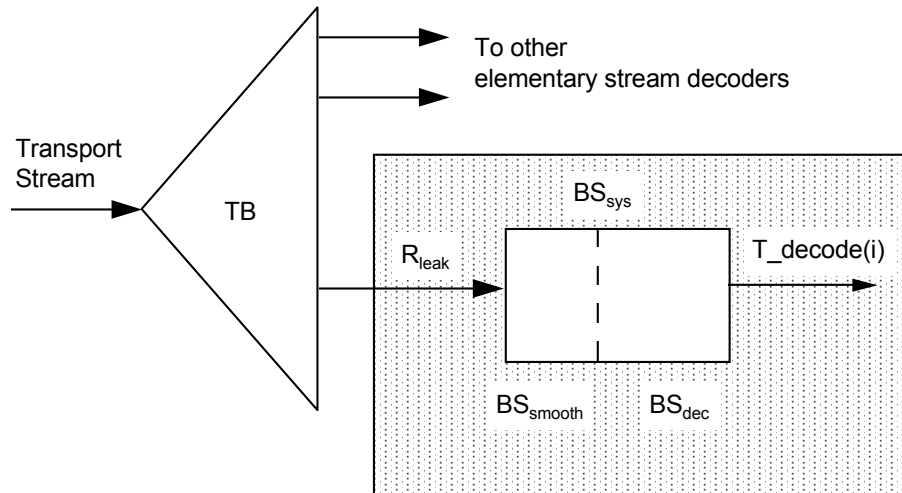 To other
elementary stream decoders
Transport
Stream
TB
BSsys
Rleak
T_decode(i)
BSsmooth
BSdec